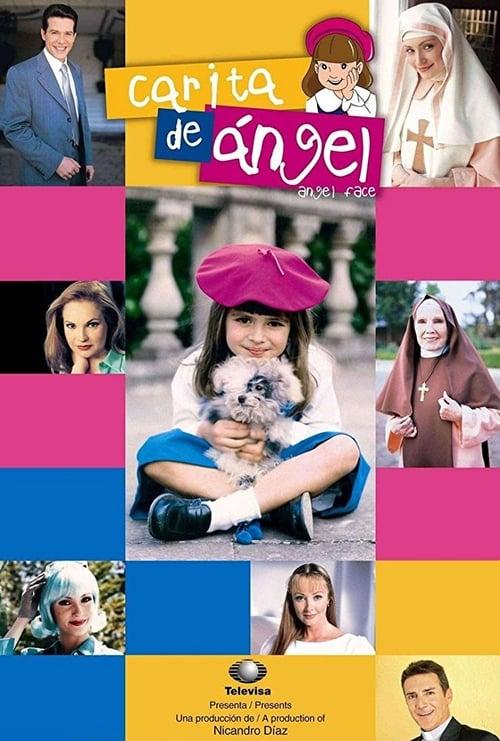 carita
de ángel
angel face
Televisa
Presenta / Presents
Una producción de / A production of
Nicandro Díaz